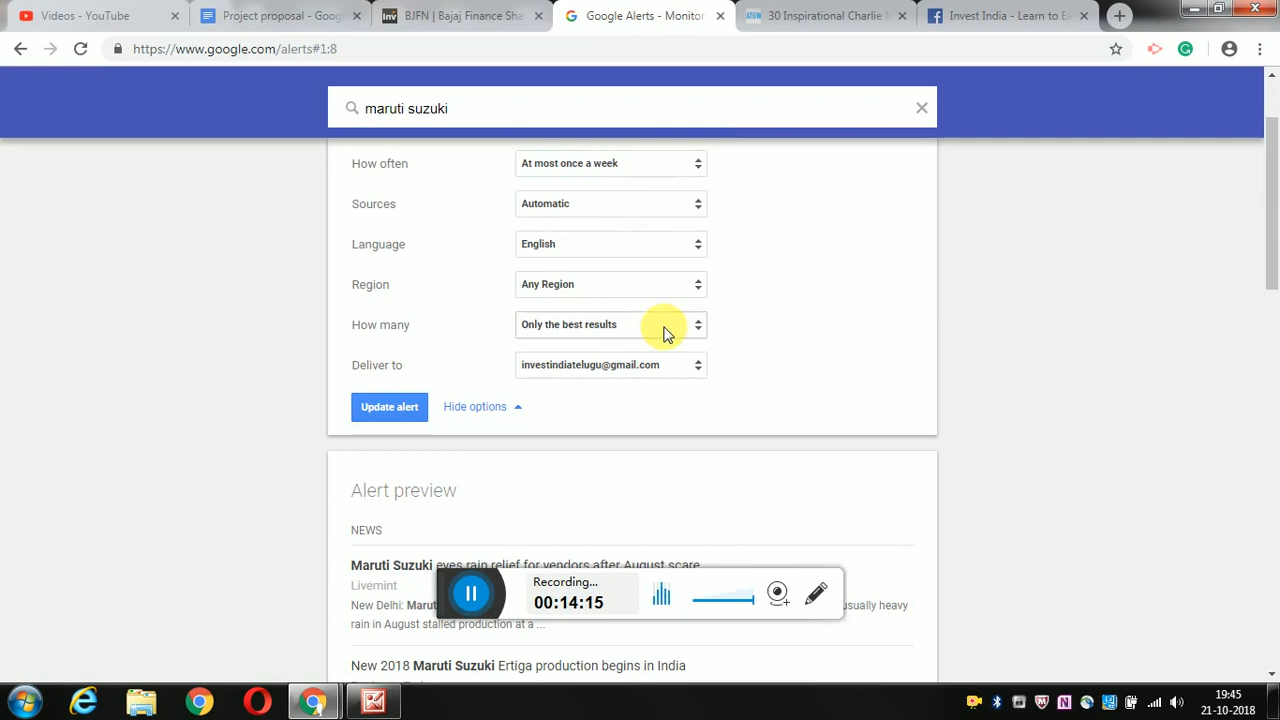 Videos - YouTube
Project proposal - Goog
Inv
BJFN | Bajaj Finance Sha
Google Alerts - Monitor
ATGW
30 Inspirational Charlie
Invest India - Learn to E
https://www.google.com/alerts#1:8
maruti suzuki
How often
At most once a week
Sources
Automatic
Language
English
Region
Any Region
How many
Only the best results
Deliver to
investindiatelugu@gmail.com
Update alert
Hide options
Alert preview
NEWS
Maruti Suzuki eyes rain relief for vendors after August scare
Livemint
Recording...
00:14:15
New Delhi: Maru
usually heavy
rain in August stalled production at a ...
New 2018 Maruti Suzuki Ertiga production begins in India
19:45
21-10-2018